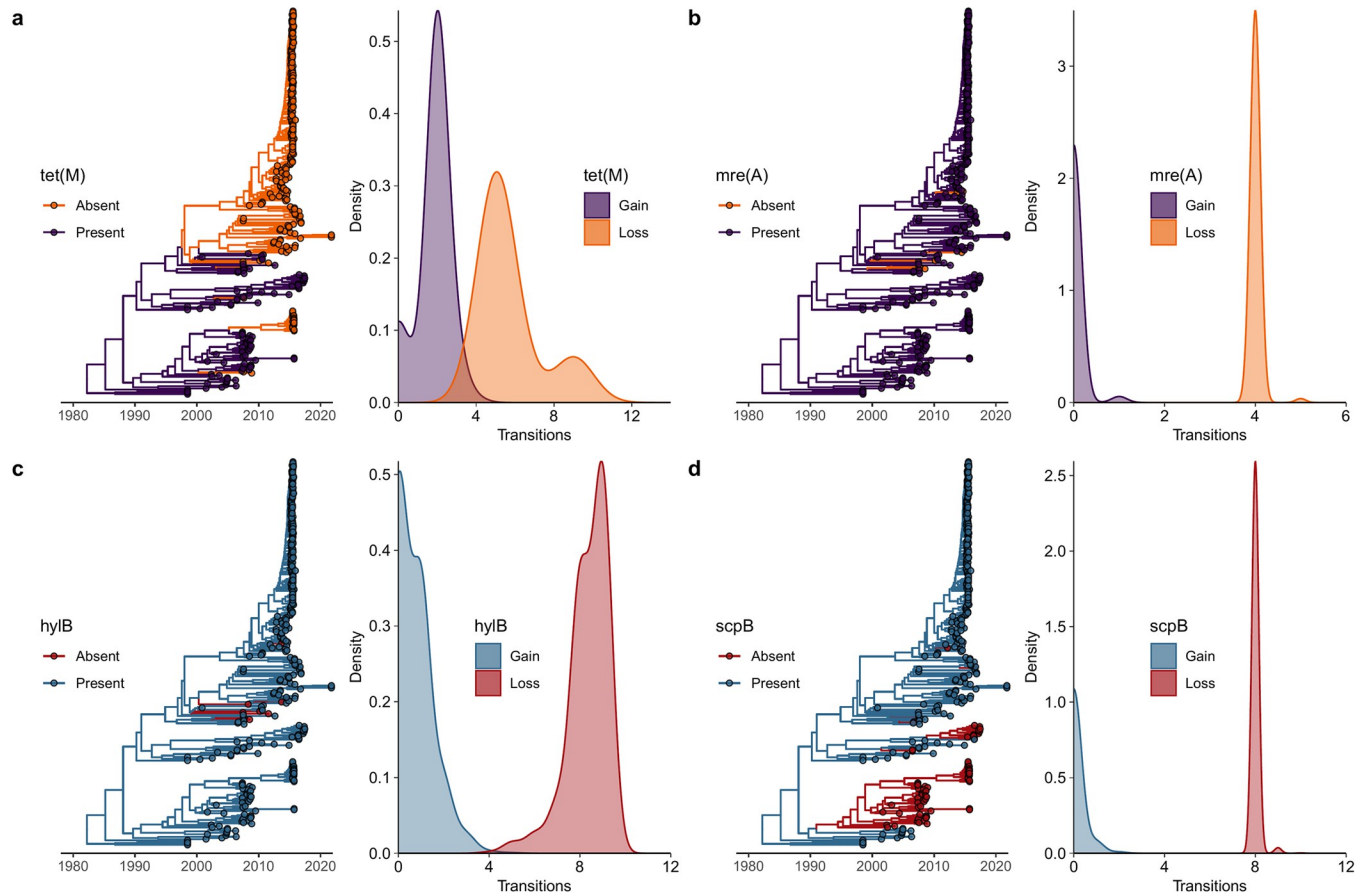 a
tet(M)
Absent
Present
1980 1990 2000 2010 2020
Density
0.5
0.4
0.3
0.2
0.1
0.0
0 4 8 12
Transitions
tet(M)
Gain
Loss
b
mre(A)
Absent
Present
1980 1990 2000 2010 2020
Density
3
2
1
0
0 2 4 6
Transitions
mre(A)
Gain
Loss
c
hylB
Absent
Present
1980 1990 2000 2010 2020
Density
0.5
0.4
0.3
0.2
0.1
0.0
0 4 8 12
Transitions
hylB
Gain
Loss
d
scpB
Absent
Present
1980 1990 2000 2010 2020
Density
2.5
2.0
1.5
1.0
0.5
0.0
0 4 8 12
Transitions
scpB
Gain
Loss